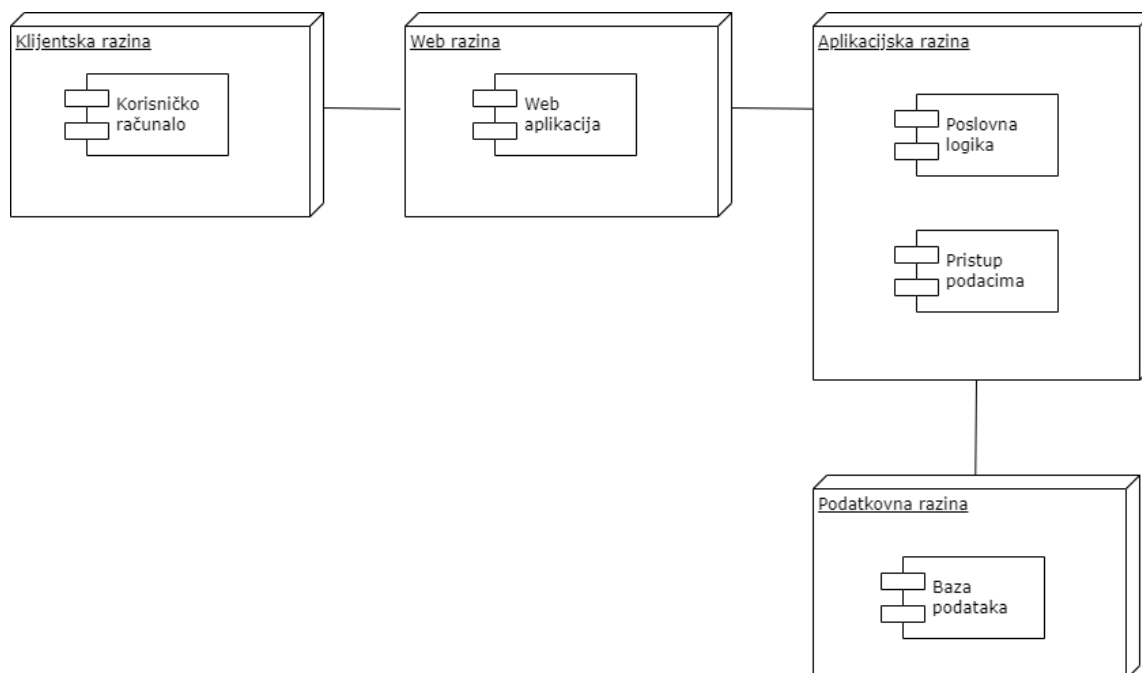 Klijentska razina
Korisničko
računalo
Web razina
Web
aplikacija
Aplikacijska razina
Poslovna
logika
Pristup
podacima
Podatkovna razina
Baza
podataka